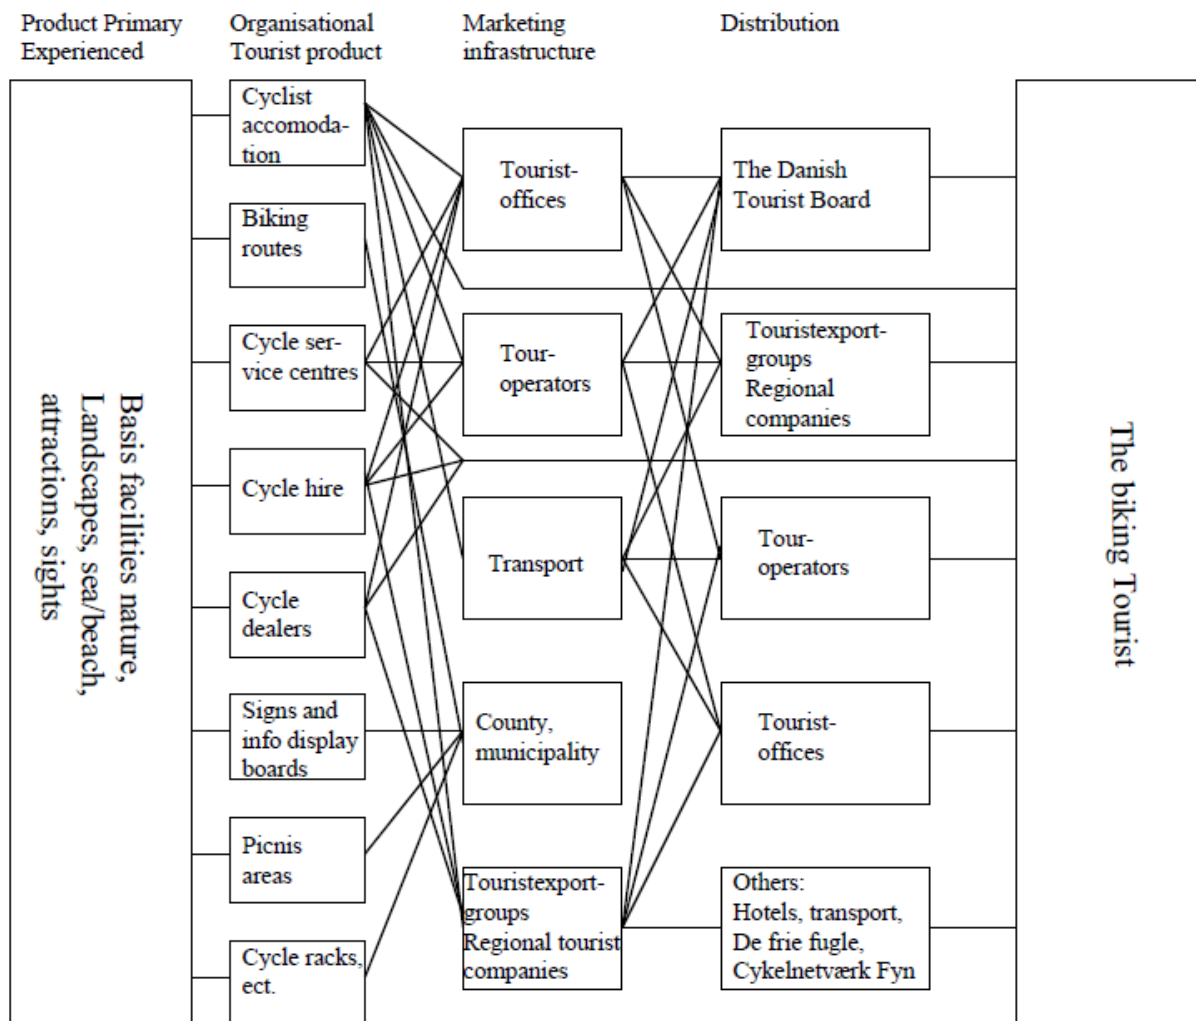 Product Primary
Experienced
Organisational
Tourist product
Marketing
infrastructure
Distribution
Basis facilities nature,
Landscapes, sea/beach,
attractions, sights
Cyclist
accomoda-
tion
Biking
routes
Cycle ser-
vice centres
Cycle hire
Cycle
dealers
Signs and
info display
boards
Picnis
areas
Cycle racks,
ect.
Tourist-
offices
Tour-
operators
Transport
County,
municipality
Touristexport-
groups
Regional tourist
companies
The Danish
Tourist Board
Touristexport-
groups
Regional
companies
Tour-
operators
Tourist-
offices
Others:
Hotels, transport,
De frie fugle,
Cykelnetværk Fyn
The biking Tourist